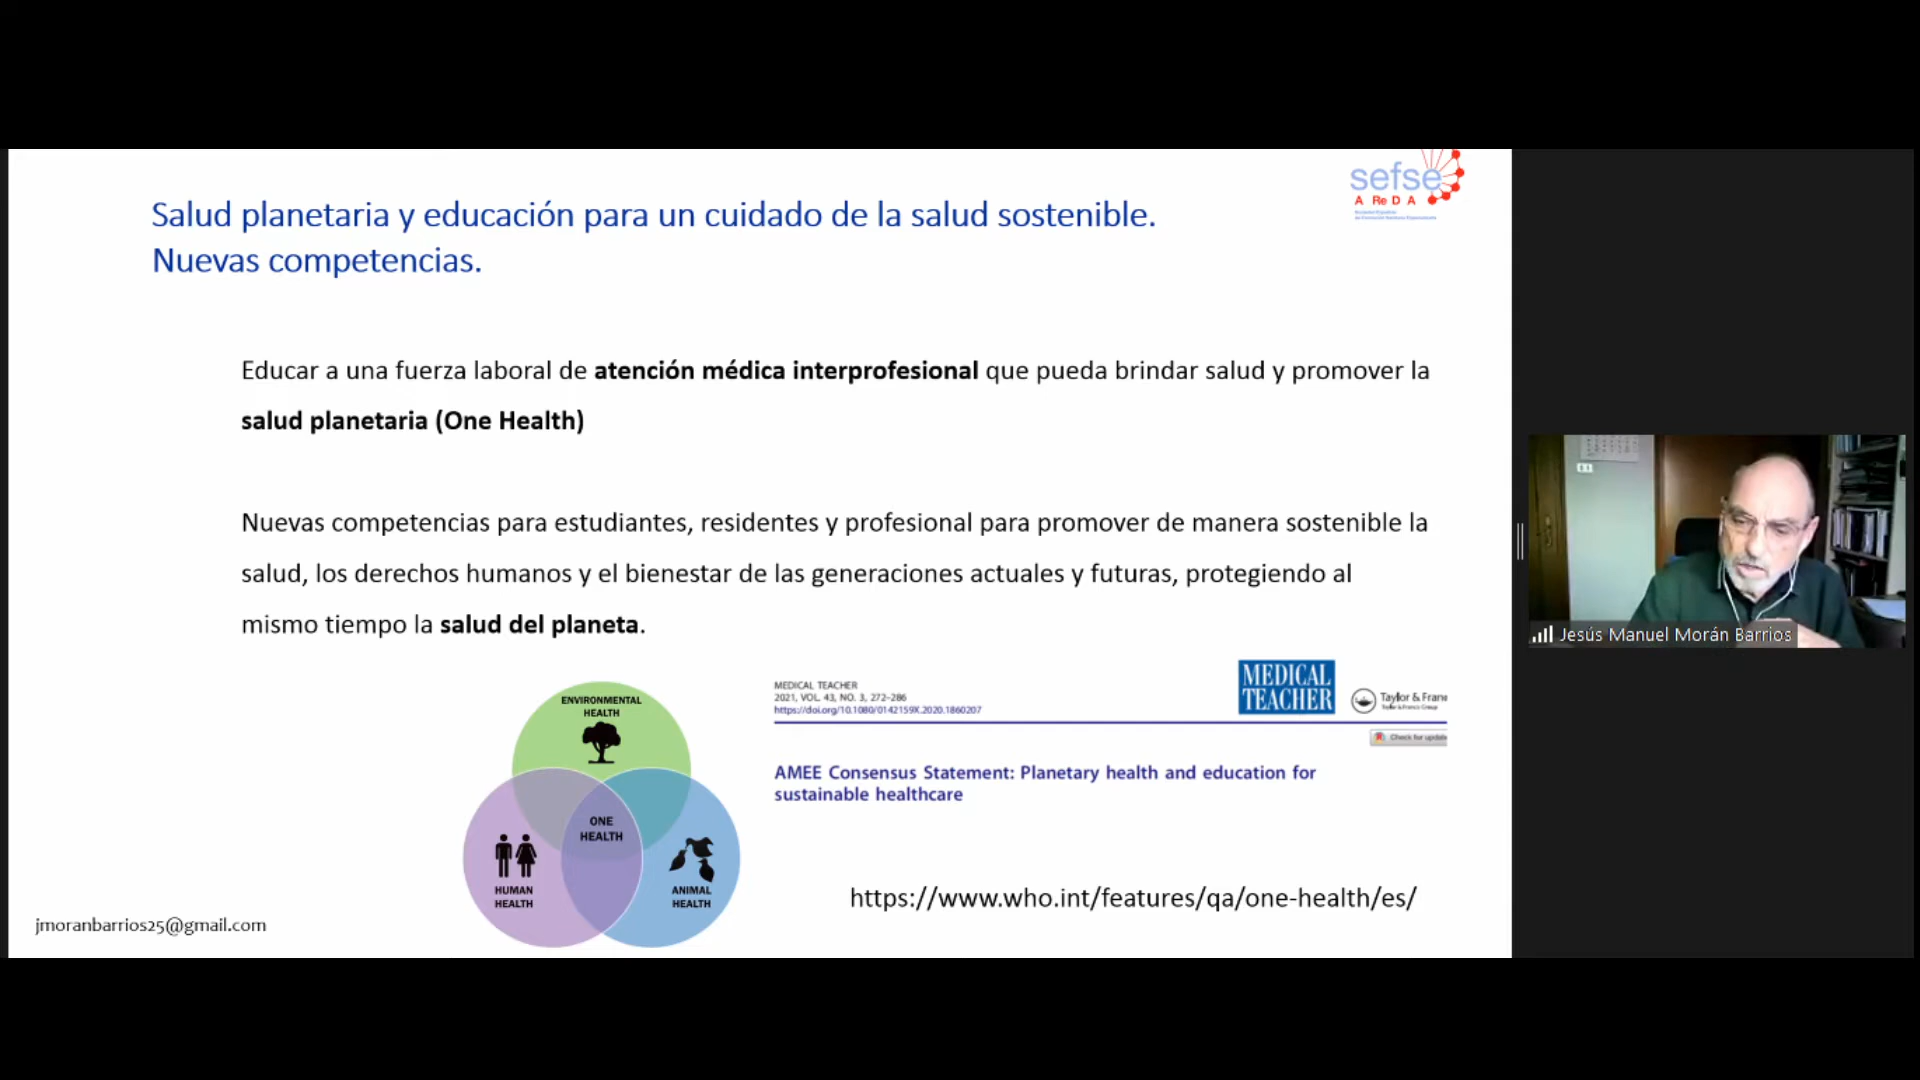 sefse
A Re D A
Salud planetaria y educación para un cuidado de la salud sostenible.
Nuevas competencias.
Educar a una fuerza laboral de atención médica interprofesional que pueda brindar salud y promover la
salud planetaria (One Health)
Nuevas competencias para estudiantes, residentes y profesional para promover de manera sostenible la
salud, los derechos humanos y el bienestar de las generaciones actuales y futuras, protegiendo al
mismo tiempo la salud del planeta.
ENVIRONMENTAL
HEALTH
ONE
HEALTH
HUMAN
HEALTH
ANIMAL
HEALTH
MEDICAL TEACHER
2021, VOL. 43, NO. 3, 272–286
https://doi.org/10.1080/0142159X.2020.1860207
MEDICAL
TEACHER
Taylor & Franc
Taylor & Francis Group
Check for update
AMEE Consensus Statement: Planetary health and education for
sustainable healthcare
https://www.who.int/features/qa/one-health/es/
jmoranbarrios25@gmail.com
Jesús Manuel Morán Barrios